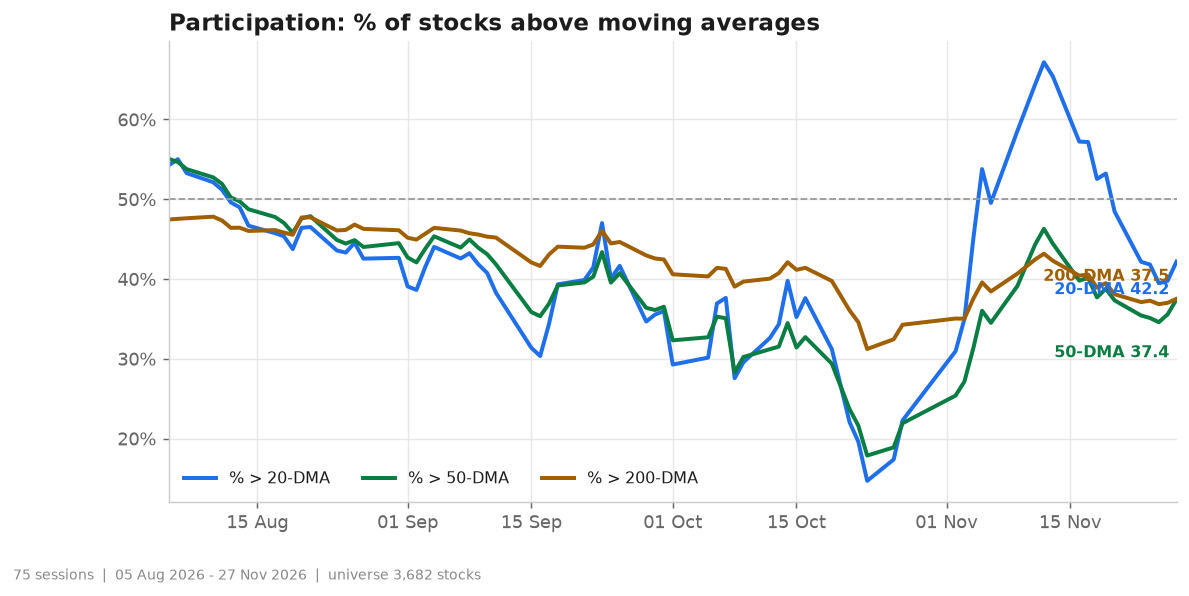 Participation: % of stocks above moving averages
60%
50%
40%
30%
20%
200-DMA 37.5
20-DMA 42.2
50-DMA 37.4
% > 20-DMA
% > 50-DMA
% > 200-DMA
15 Aug
01 Sep
15 Sep
01 Oct
15 Oct
01 Nov
15 Nov
75 sessions | 05 Aug 2026 - 27 Nov 2026 | universe 3,682 stocks